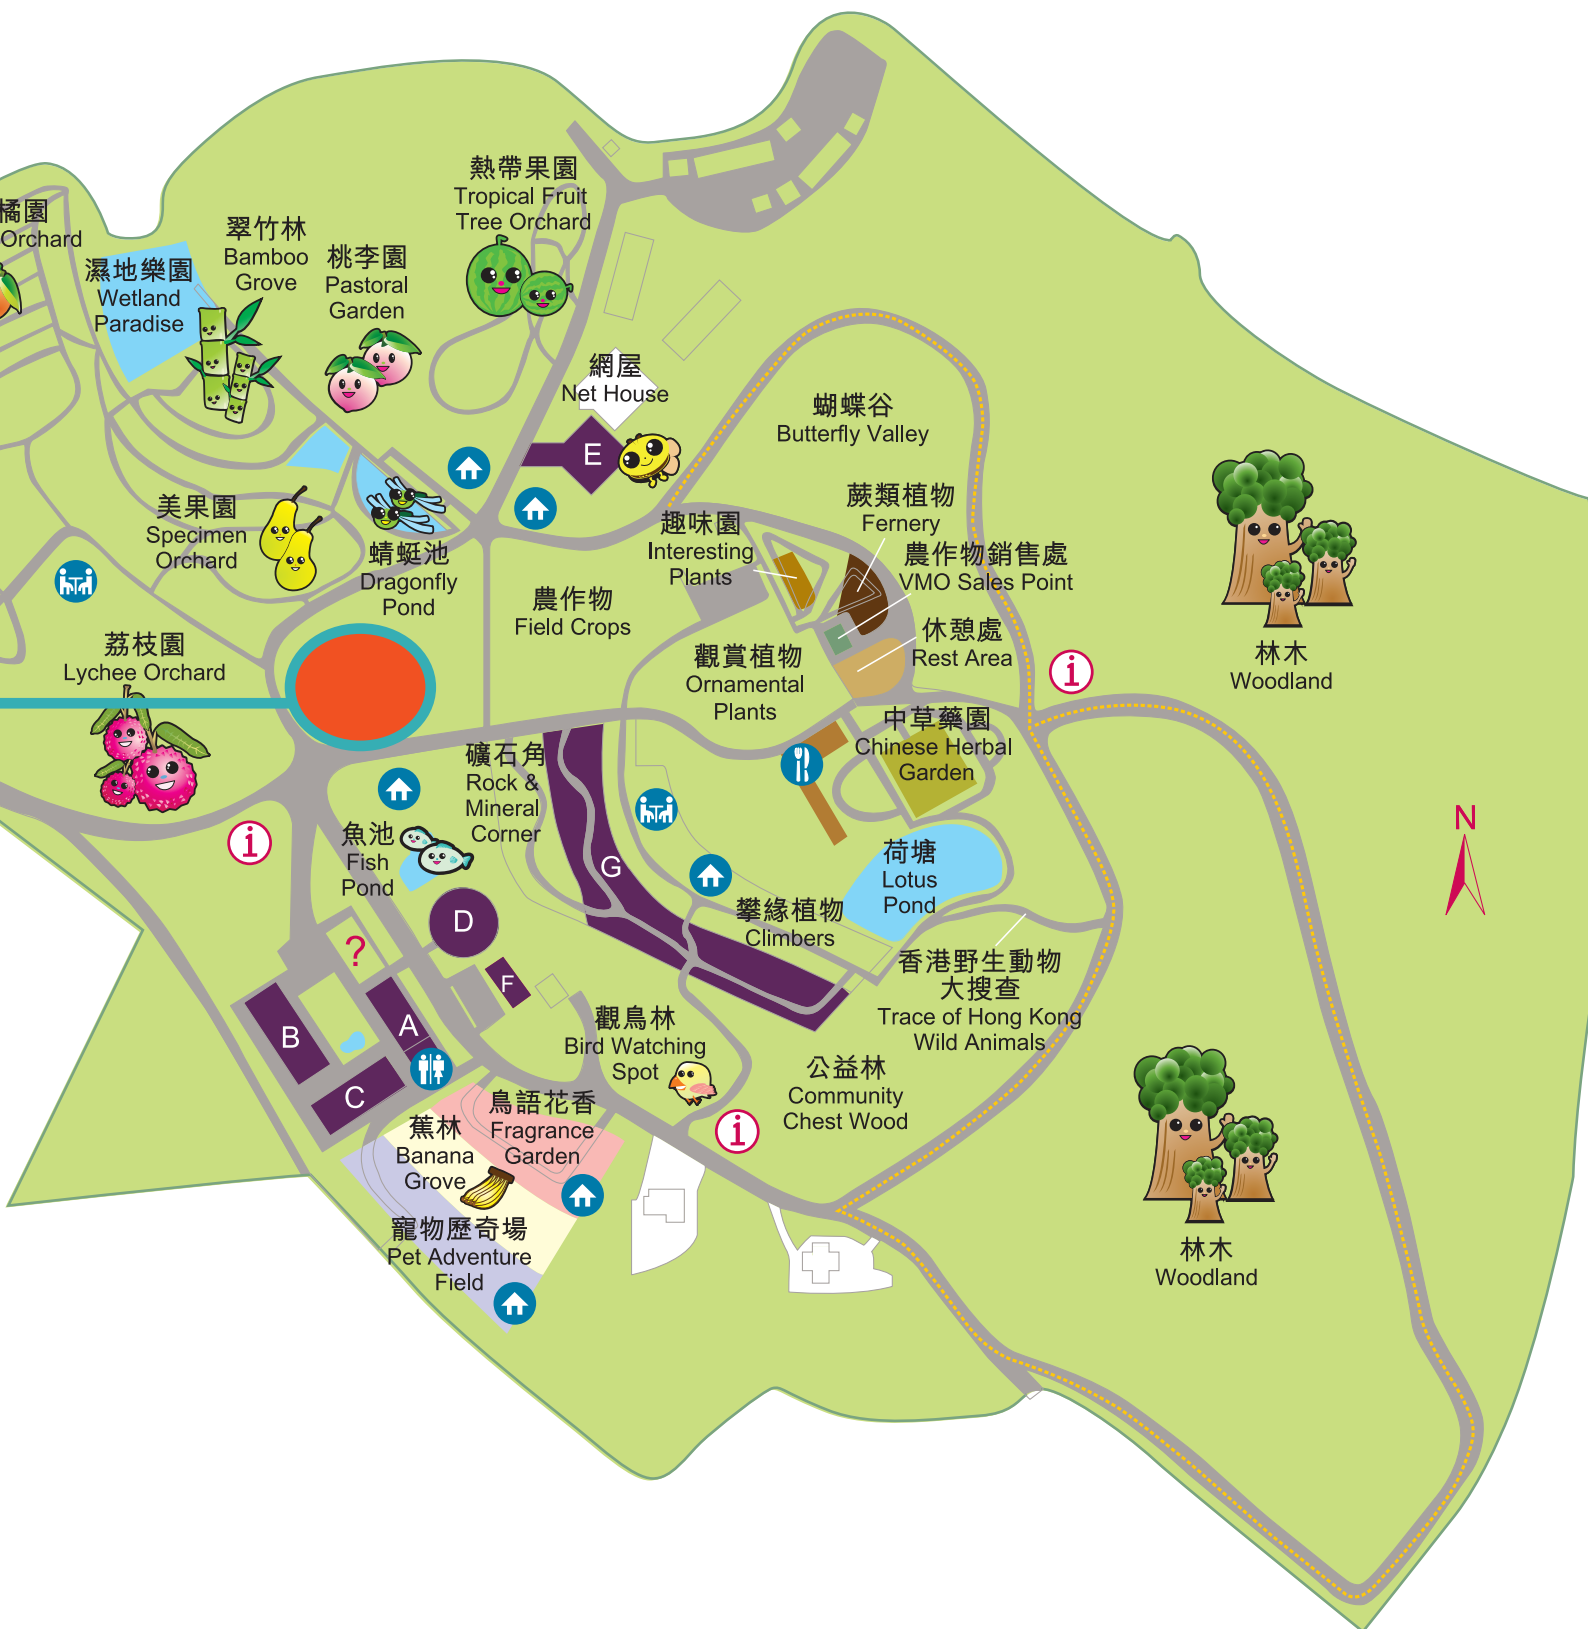 熱帶果園
Tropical Fruit
Tree Orchard
橘園
Orchard
翠竹林
Bamboo
Grove
桃李園
Pastoral
Garden
濕地樂園
Wetland
Paradise
網屋
Net House
E
蝴蝶谷
Butterfly Valley
美果園
Specimen
Orchard
蜻蜓池
Dragonfly
Pond
趣味園
Interesting
Plants
蕨類植物
Fernery
農作物銷售處
VMO Sales Point
農作物
Field Crops
休憩處
Rest Area
觀賞植物
Ornamental
Plants
荔枝園
Lychee Orchard
林木
Woodland
i
中草藥園
Chinese Herbal
Garden
礦石角
Rock &
Mineral
Corner
N
i
魚池
Fish
Pond
G
荷塘
Lotus
Pond
D
攀緣植物
Climbers
?
F
香港野生動物
大搜查
Trace of Hong Kong
Wild Animals
B
A
C
觀鳥林
Bird Watching
Spot
公益林
Community
Chest Wood
i
鳥語花香
Fragrance
Garden
蕉林
Banana
Grove
寵物歷奇場
Pet Adventure
Field
林木
Woodland